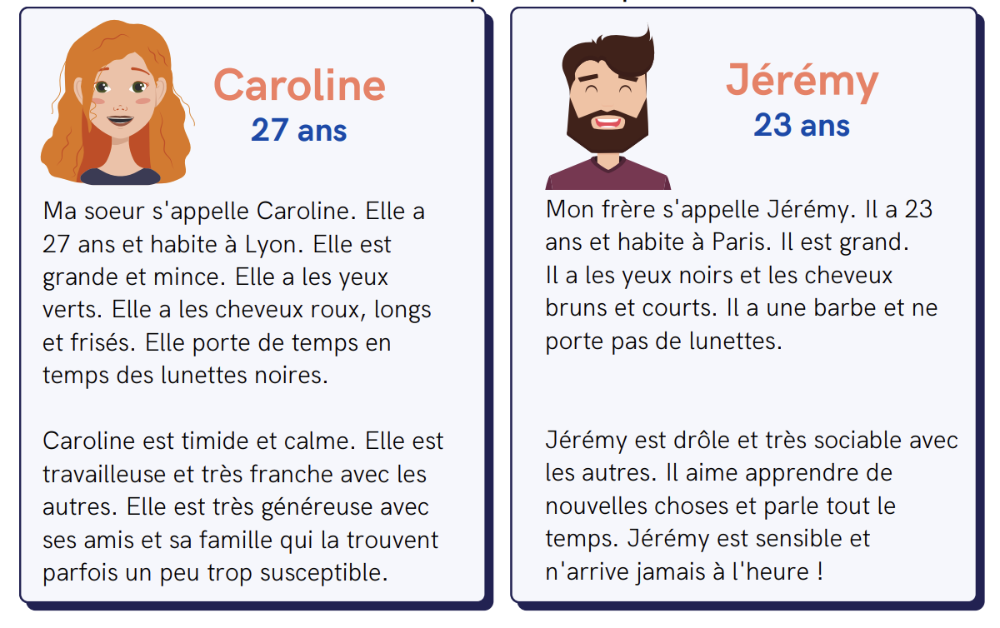 Caroline
27 ans
Ma soeur s'appelle Caroline. Elle a
27 ans et habite à Lyon. Elle est
grande et mince. Elle a les yeux
verts. Elle a les cheveux roux, longs
et frisés. Elle porte de temps en
temps des lunettes noires.
Caroline est timide et calme. Elle est
travailleuse et très franche avec les
autres. Elle est très généreuse avec
ses amis et sa famille qui la trouvent
parfois un peu trop susceptible.
Jérémy
23 ans
Mon frère s'appelle Jérémy. Il a 23
ans et habite à Paris. Il est grand.
Il a les yeux noirs et les cheveux
bruns et courts. Il a une barbe et ne
porte pas de lunettes.
Jérémy est drôle et très sociable avec
les autres. Il aime apprendre de
nouvelles choses et parle tout le
temps. Jérémy est sensible et
n'arrive jamais à l'heure !